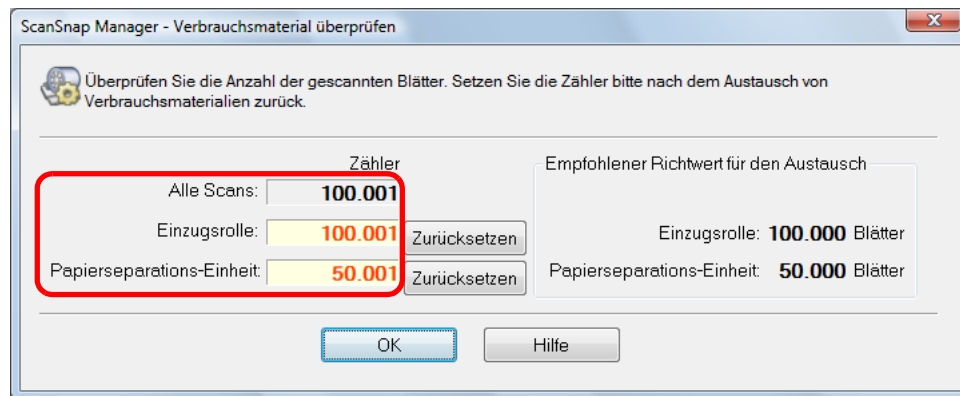 ScanSnap Manager - Verbrauchsmaterial überprüfen
Überprüfen Sie die Anzahl der gescannten Blätter. Setzen Sie die Zähler bitte nach dem Austausch von
Verbrauchsmaterialien zurück.
Zähler
Alle Scans: 100.001
Einzugsrolle: 100.001 Zurücksetzen
Papierseparations-Einheit: 50.001 Zurücksetzen
Empfohlener Richtwert für den Austausch
Einzugsrolle: 100.000 Blätter
Papierseparations-Einheit: 50.000 Blätter
OK
Hilfe